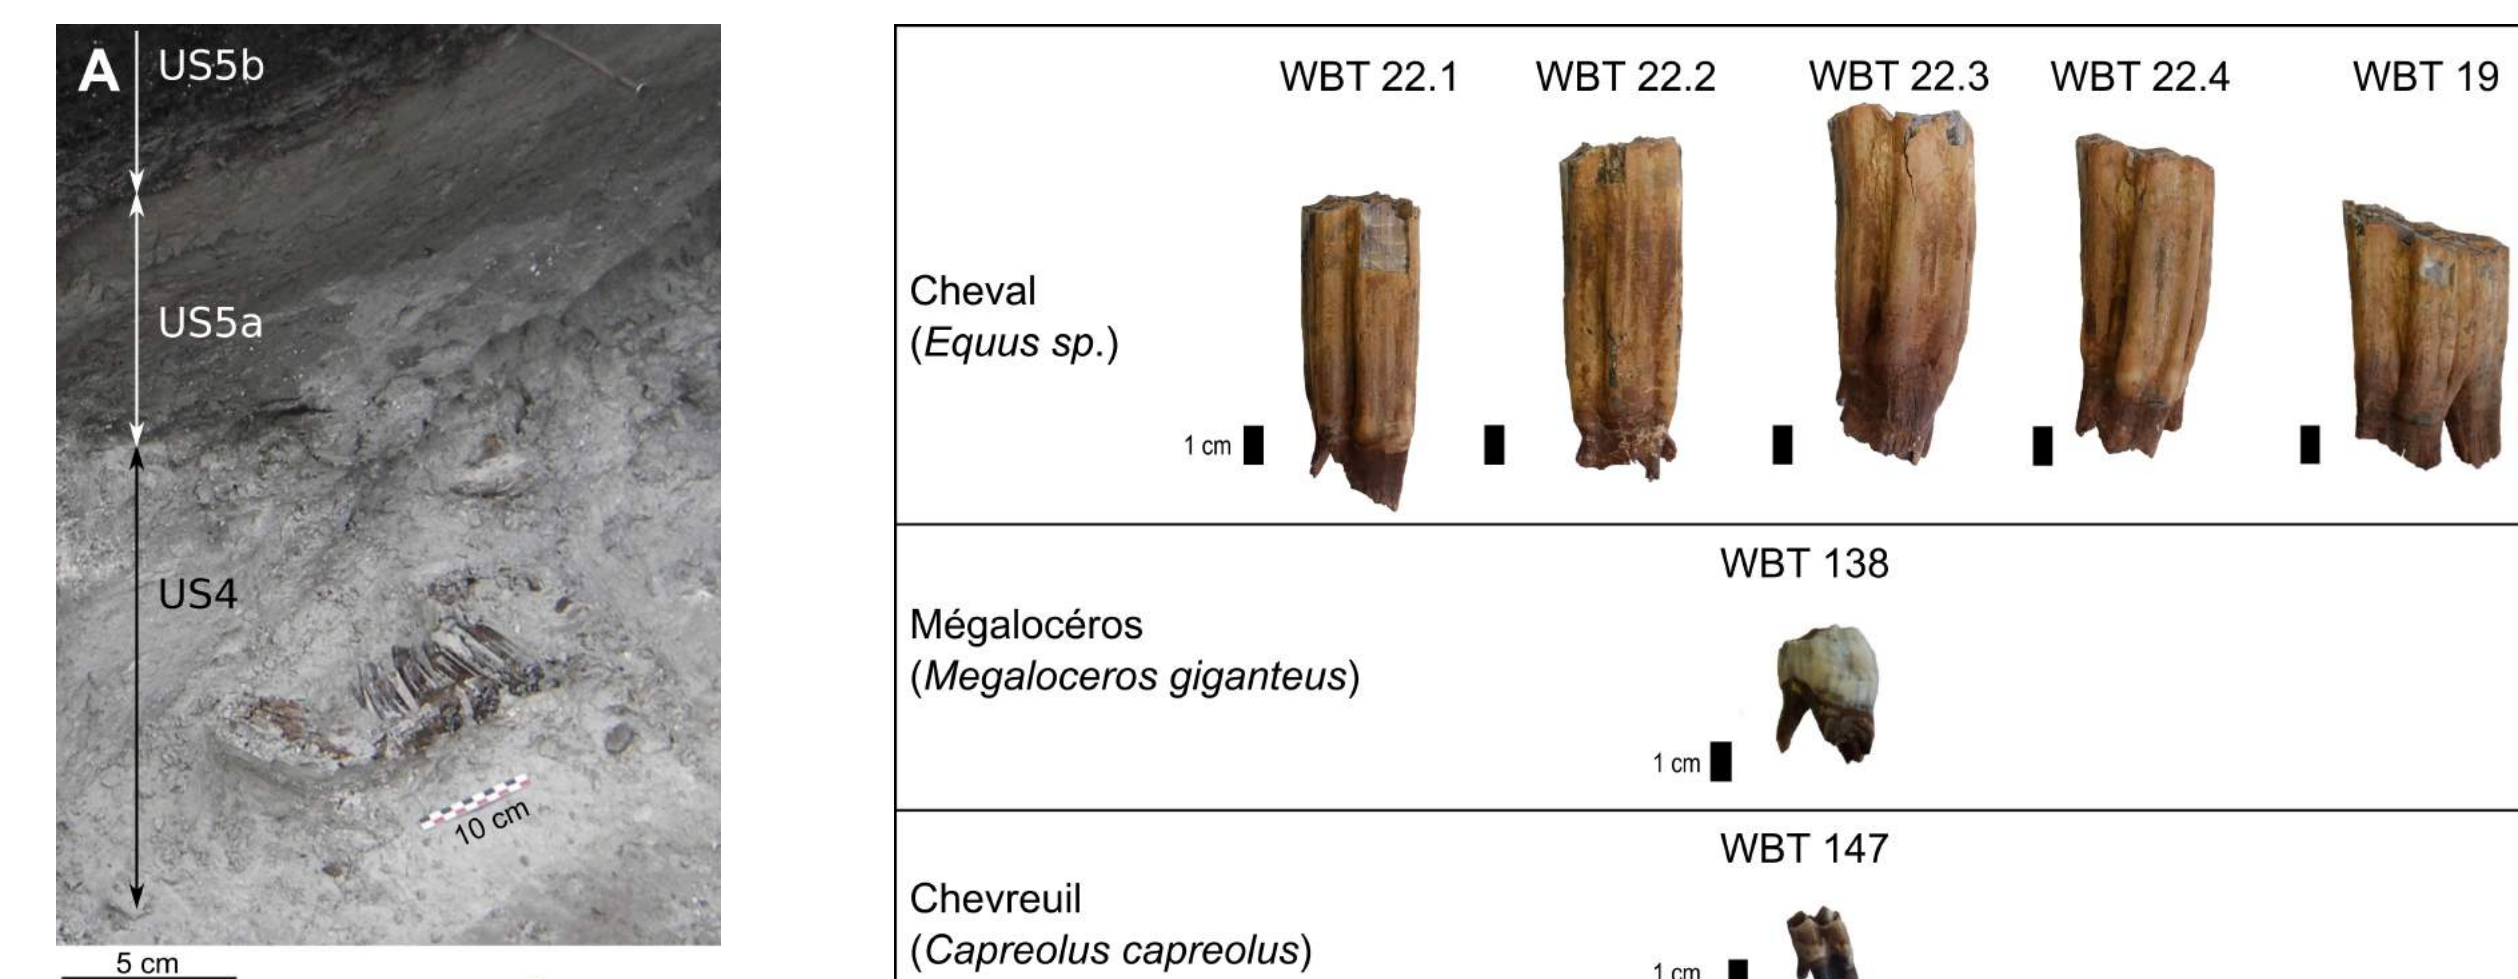 A
US5b
US5a
US4
10 cm
5 cm
WBT 22.1 WBT 22.2 WBT 22.3 WBT 22.4 WBT 19
Cheval
(Equus sp.)
1 cm
WBT 138
Mégalocéros
(Megaloceros giganteus)
1 cm
WBT 147
Chevreuil
(Capreolus capreolus)
1 cm